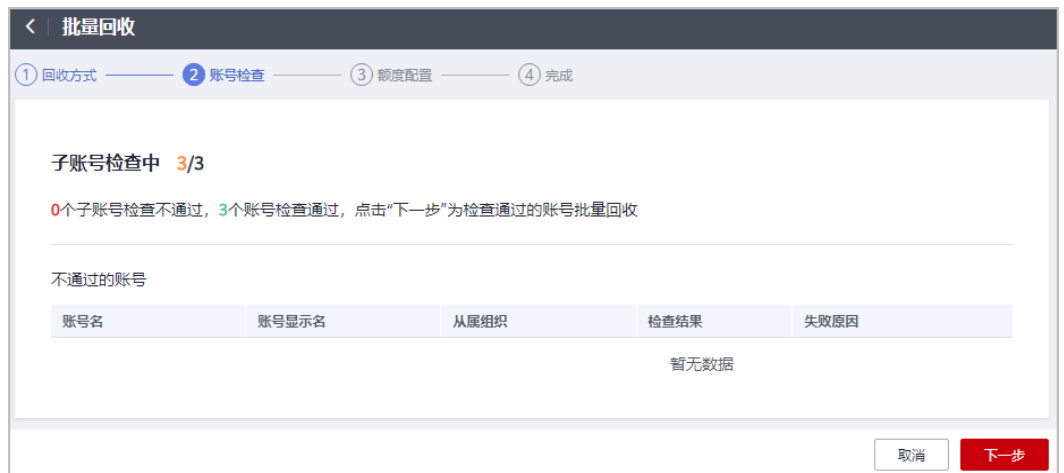 批量回收
1 回收方式 2 账号检查 3 额度配置 4 完成
子账号检查中 3/3
0个子账号检查不通过，3个账号检查通过，点击“下一步”为检查通过的账号批量回收
不通过的账号
账号名 账号显示名 从属组织 检查结果 失败原因
暂无数据
取消 下一步